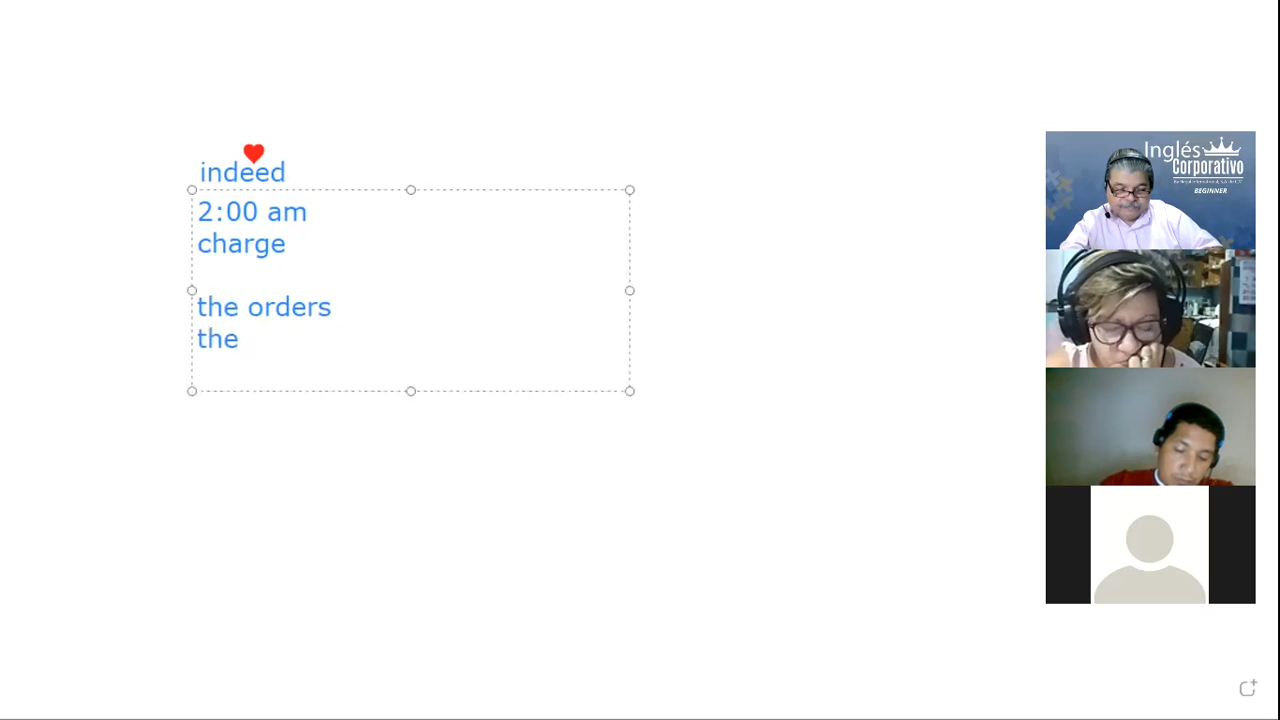 indeed
2:00 am
charge
the orders
the
Inglés
Corporativo
BEGINNER